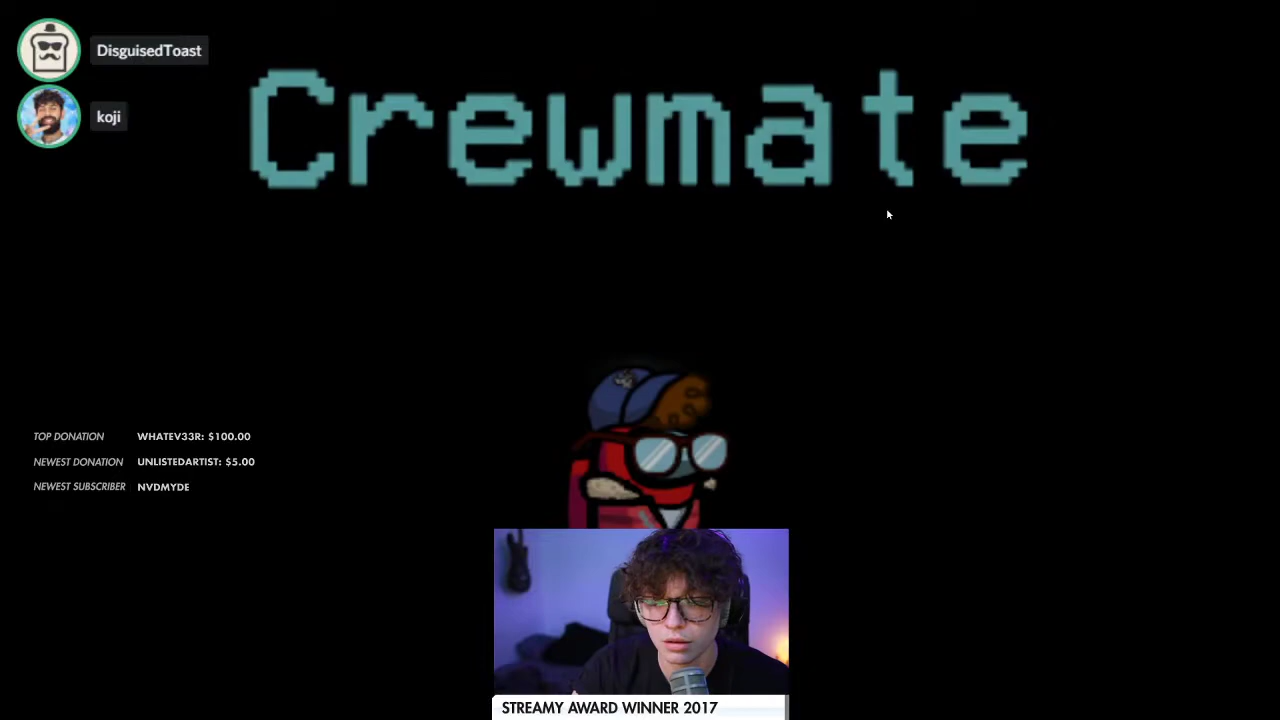 DisguisedToast
koji
Crewmate
TOP DONATION WHATEV33R: $100.00
NEWEST DONATION UNLISTEDARTIST: $5.00
NEWEST SUBSCRIBER NVDMYDE
STREAMY AWARD WINNER 2017